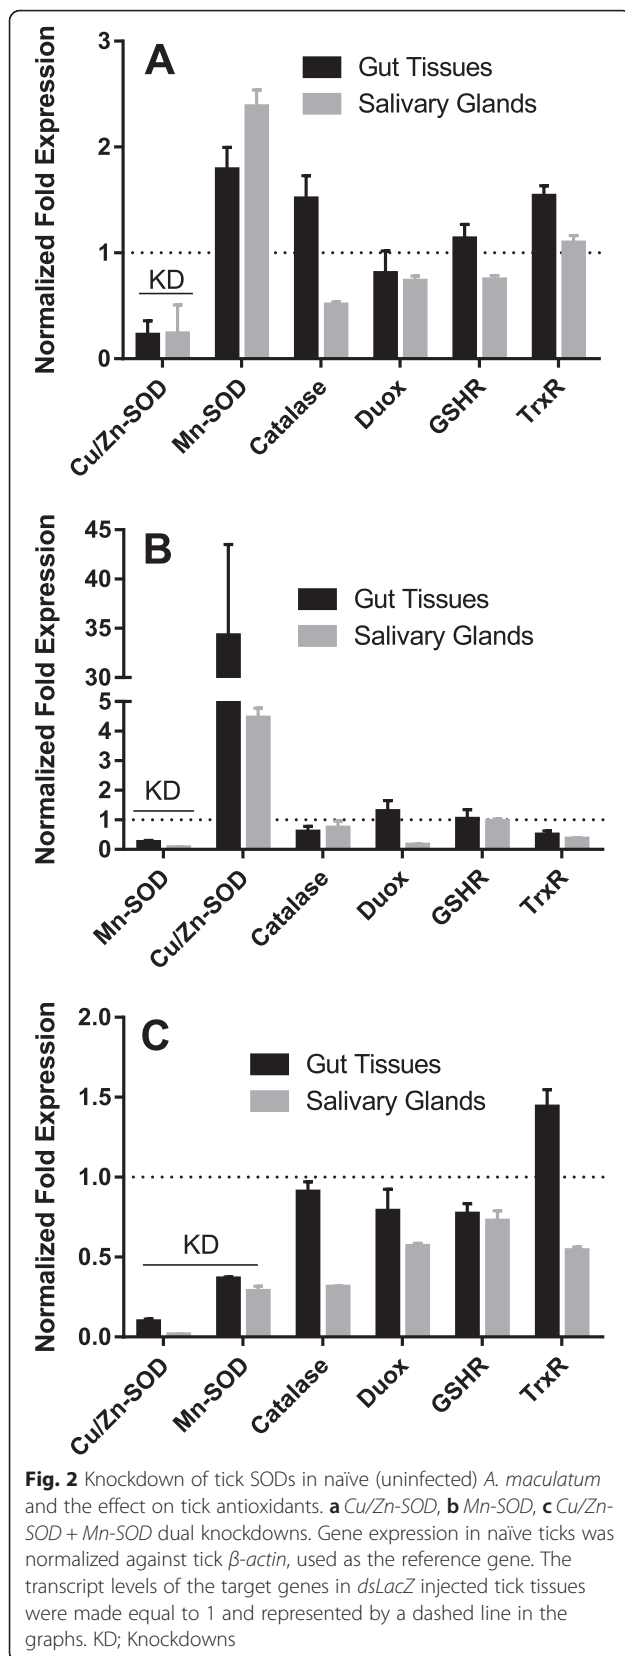 A
Normalized Fold Expression
3
2
1
0
Gut Tissues
Salivary Glands
KD
Cu/Zn-SOD
Mn-SOD
Catalase
Duox
GSHR
TrxR
B
Normalized Fold Expression
45
40
35
30
5
4
3
2
1
0
Gut Tissues
Salivary Glands
KD
Mn-SOD
Cu/Zn-SOD
Catalase
Duox
GSHR
TrxR
C
Normalized Fold Expression
2.0
1.5
1.0
0.5
0.0
Gut Tissues
Salivary Glands
KD
Cu/Zn-SOD
Mn-SOD
Catalase
Duox
GSHR
TrxR
Fig. 2 Knockdown of tick SODs in naïve (uninfected) A. maculatum
and the effect on tick antioxidants. a Cu/Zn-SOD, b Mn-SOD, c Cu/Zn-
SOD + Mn-SOD dual knockdowns. Gene expression in naïve ticks was
normalized against tick β-actin, used as the reference gene. The
transcript levels of the target genes in dsLacZ injected tick tissues
were made equal to 1 and represented by a dashed line in the
graphs. KD; Knockdowns